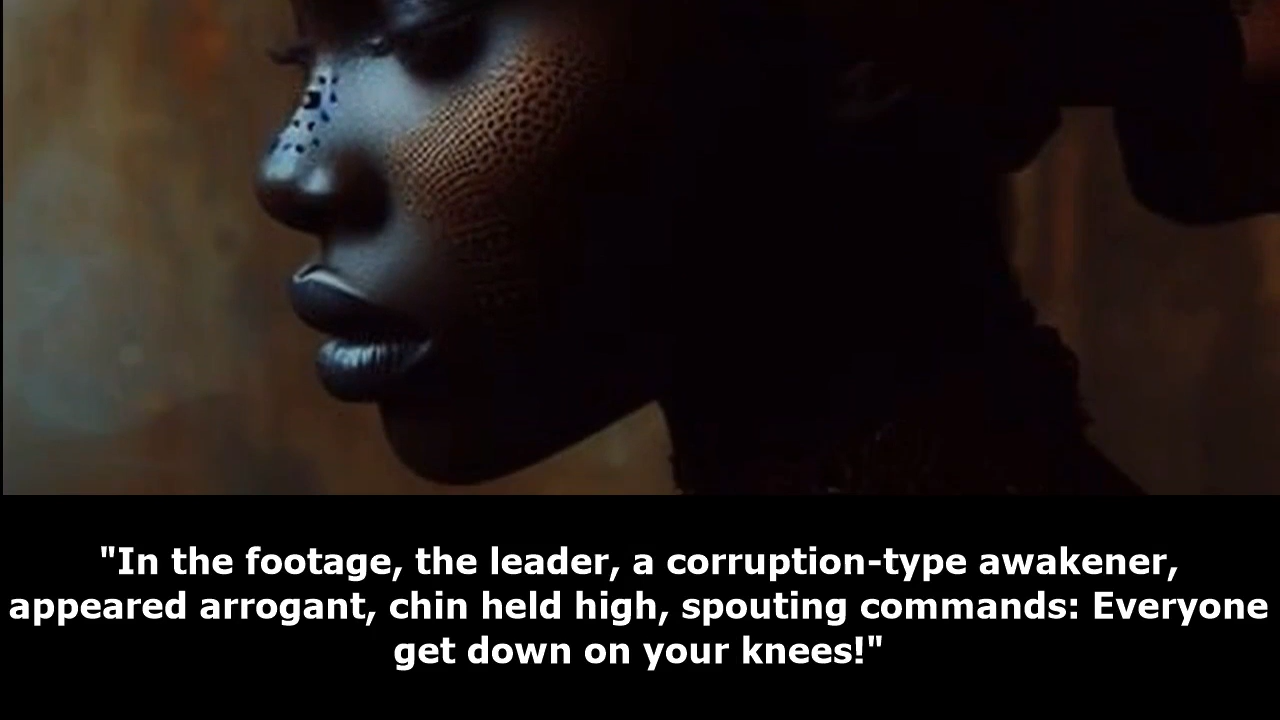 "In the footage, the leader, a corruption-type awakener,
appeared arrogant, chin held high, spouting commands: Everyone
get down on your knees!"